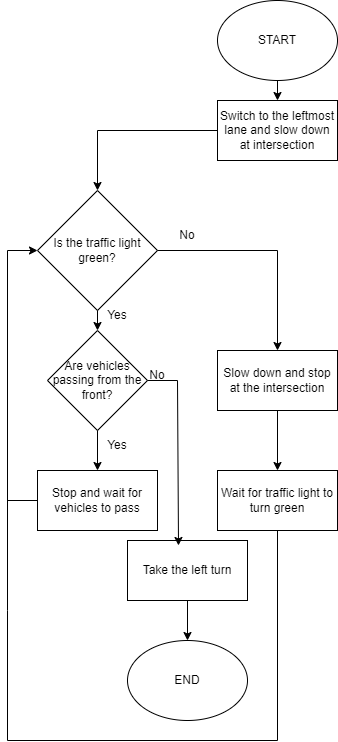 START
Switch to the leftmost
lane and slow down
at intersection
Is the traffic light
green?
No
Yes
Are vehicles
passing from the
front?
No
Slow down and stop
at the intersection
Yes
Stop and wait for
vehicles to pass
Wait for traffic light to
turn green
Take the left turn
END